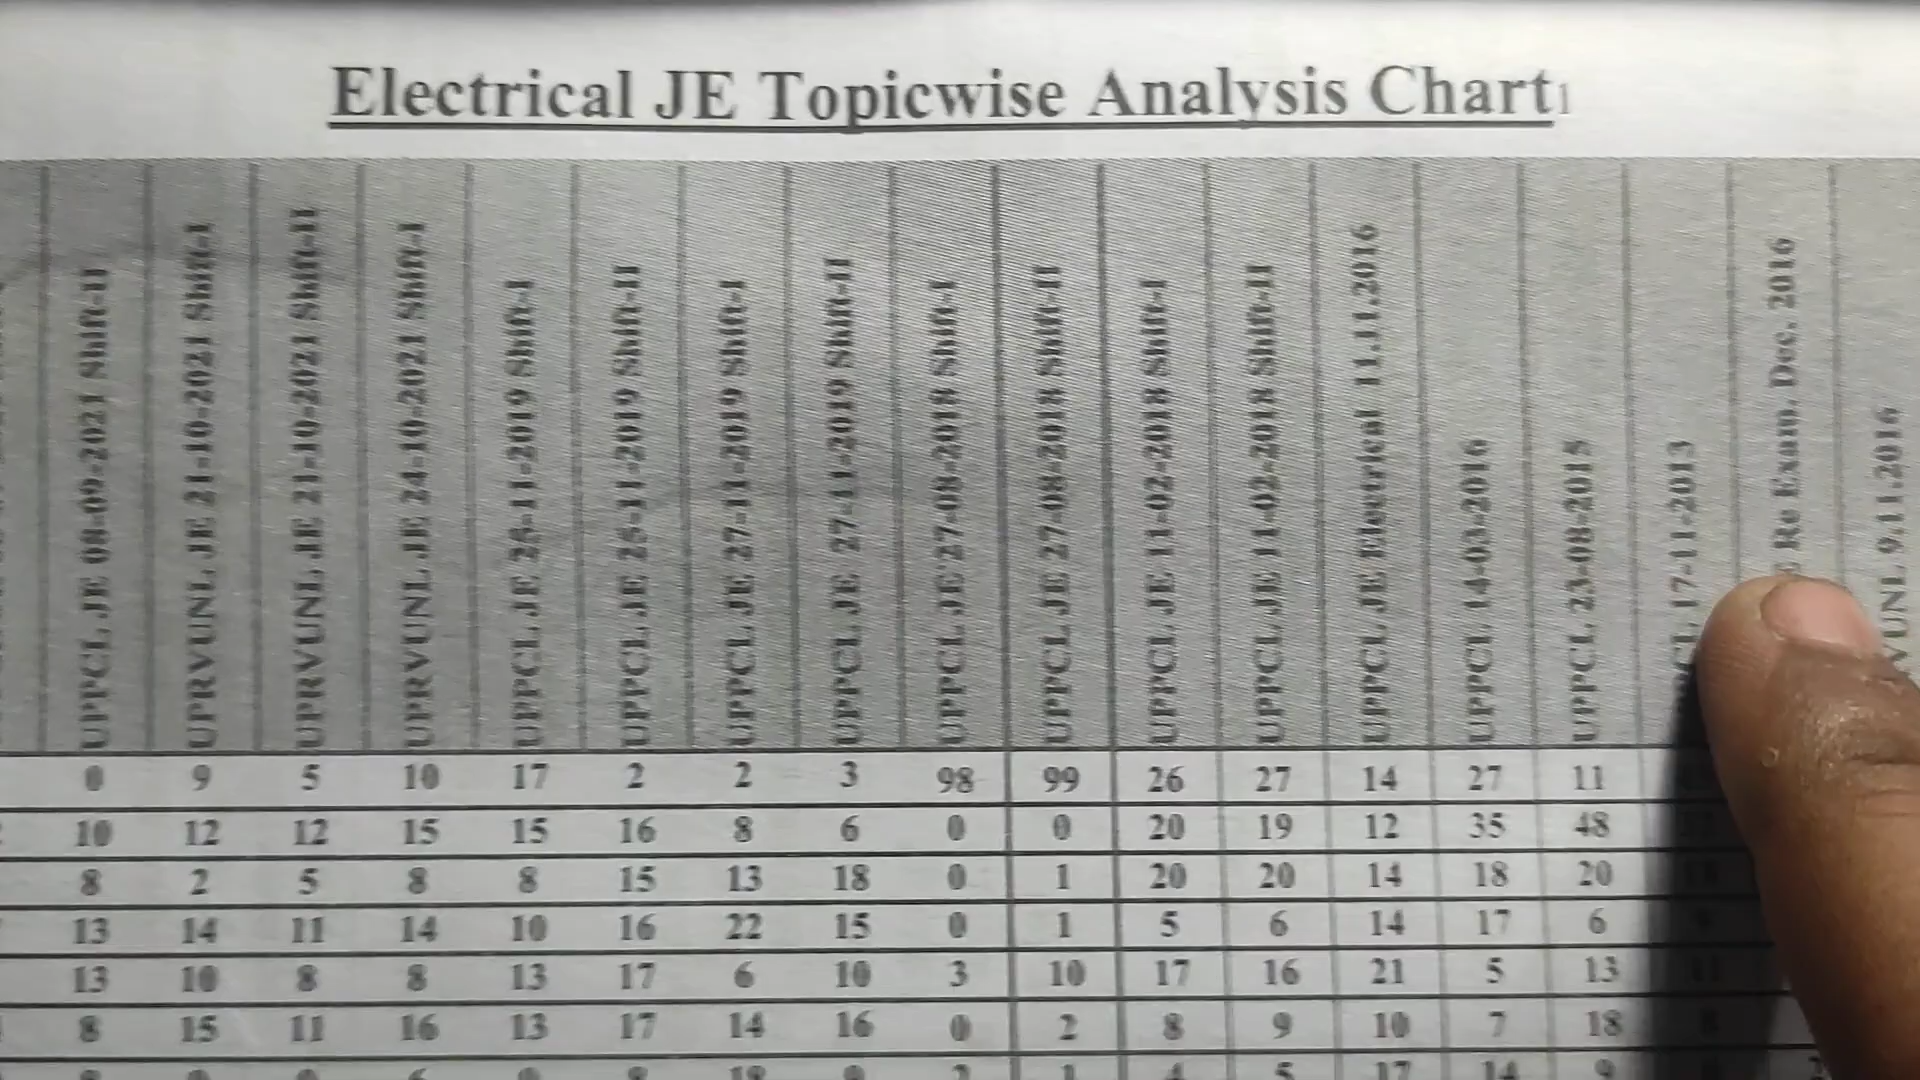 Electrical JE Topicwise Analysis Chart
UPPCL JE 08-09-2021 Shift-II
UPRVUNL JE 21-10-2021 Shift-I
UPRVUNL JE 21-10-2021 Shift-II
UPRVUNL JE 24-10-2021 Shift-I
UPPCL JE 25-11-2019 Shift-I
UPPCL JE 25-11-2019 Shift-II
UPPCL JE 27-11-2019 Shift-I
UPPCL JE 27-11-2019 Shift-II
UPPCL JE 27-08-2018 Shift-I
UPPCL JE 27-08-2018 Shift-II
UPPCL JE 11-02-2018 Shift-I
UPPCL JE 11-02-2018 Shift-II
UPPCL JE Electrical 11.11.2016
UPPCL 14-03-2016
UPPCL 23-08-2015
17-11-2013
Re Exam. Dec. 2016
9.11.2016
0 9 5 10 17 2 2 3 98 99 26 27 14 27 11
10 12 12 15 15 16 8 6 0 0 20 19 12 35 48
8 2 5 8 8 15 13 18 0 1 20 20 14 18 20
13 14 11 14 10 16 22 15 0 1 5 6 14 17 6
13 10 8 8 13 17 6 10 3 10 17 16 21 5 13
8 15 11 16 13 17 14 16 0 2 8 9 10 7 18